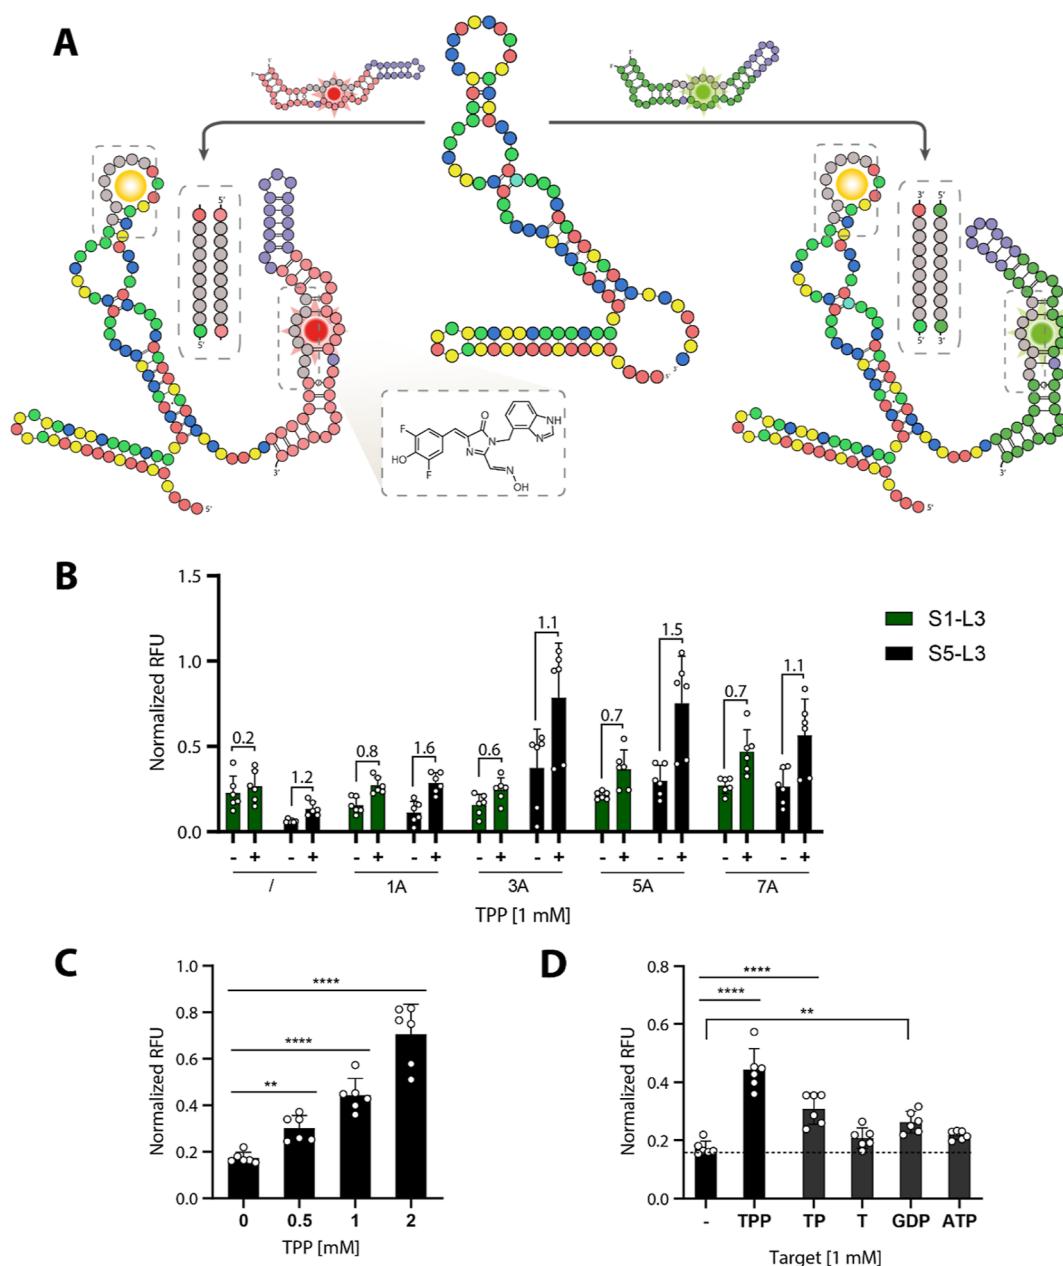 A
5'
3'
5'
3'
5'
5'
3'
5'
3'
5'
3'
5'
3'
3'
5'
5'
3'
O
F
HO
F
N
N
NH
N
N
OH
B
1.5
1.0
0.5
0.0
Normalized RFU
0.2
1.2
0.8
1.6
0.6
1.1
0.7
1.5
0.7
1.1
- + - + - + - + - + - + - + - + - + - +
/ 1A 3A 5A 7A
TPP [1 mM]
S1-L3
S5-L3
C
1.0
0.8
0.6
0.4
0.2
0.0
Normalized RFU
****
****
**
0 0.5 1 2
TPP [mM]
D
0.8
0.6
0.4
0.2
0.0
Normalized RFU
****
****
**
- TPP TP T GDP ATP
Target [1 mM]